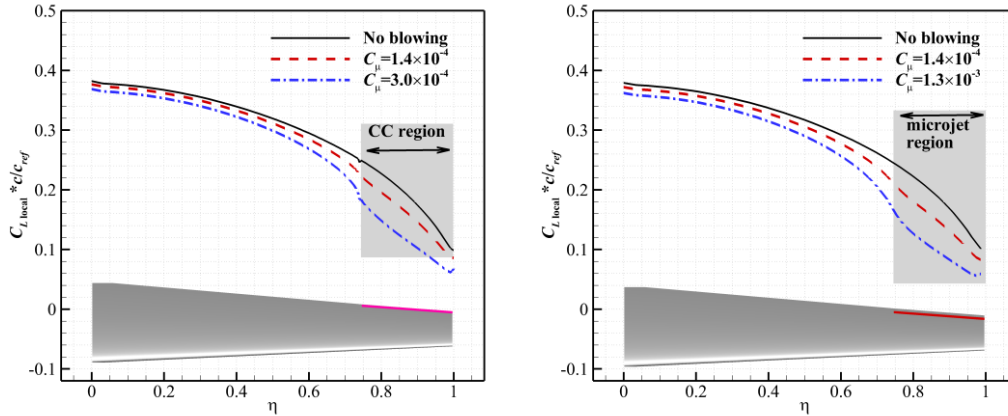 0.5
0.4
0.3
0.2
0.1
0
-0.1
C_L local *c/c_ref
No blowing
C_μ=1.4×10⁻⁴
C_μ=3.0×10⁻⁴
CC region
0 0.2 0.4 0.6 0.8 1
η
0.5
0.4
0.3
0.2
0.1
0
-0.1
C_L local *c/c_ref
No blowing
C_μ=1.4×10⁻⁴
C_μ=1.3×10⁻³
microjet
region
0 0.2 0.4 0.6 0.8 1
η